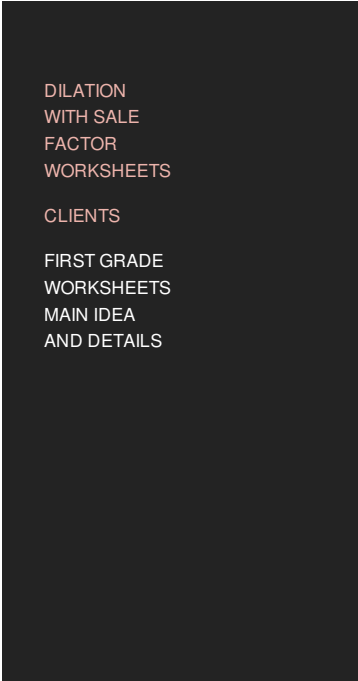 DILATION
WITH SALE
FACTOR
WORKSHEETS
CLIENTS
FIRST GRADE
WORKSHEETS
MAIN IDEA
AND DETAILS